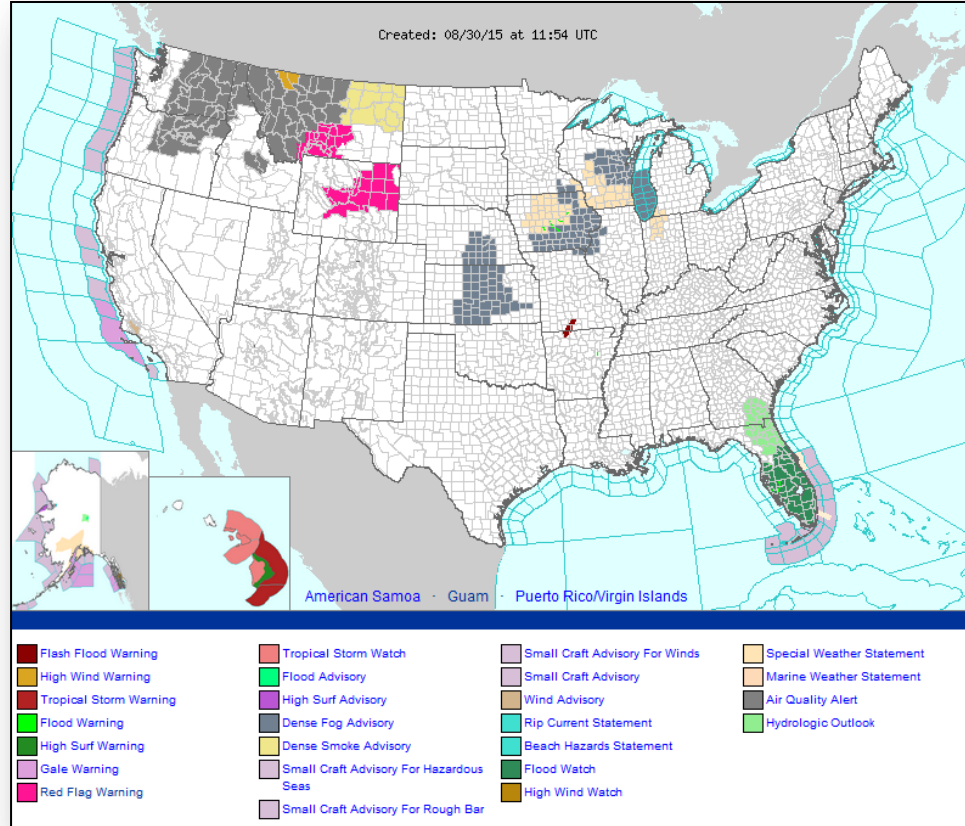 Created: 08/30/15 at 11:54 UTC
American Samoa · Guam · Puerto Rico/Virgin Islands
Flash Flood Warning
High Wind Warning
Tropical Storm Warning
Flood Warning
High Surf Warning
Gale Warning
Red Flag Warning
Tropical Storm Watch
Flood Advisory
High Surf Advisory
Dense Fog Advisory
Dense Smoke Advisory
Small Craft Advisory For Hazardous
Seas
Small Craft Advisory For Rough Bar
Small Craft Advisory For Winds
Small Craft Advisory
Wind Advisory
Rip Current Statement
Beach Hazards Statement
Flood Watch
High Wind Watch
Special Weather Statement
Marine Weather Statement
Air Quality Alert
Hydrologic Outlook